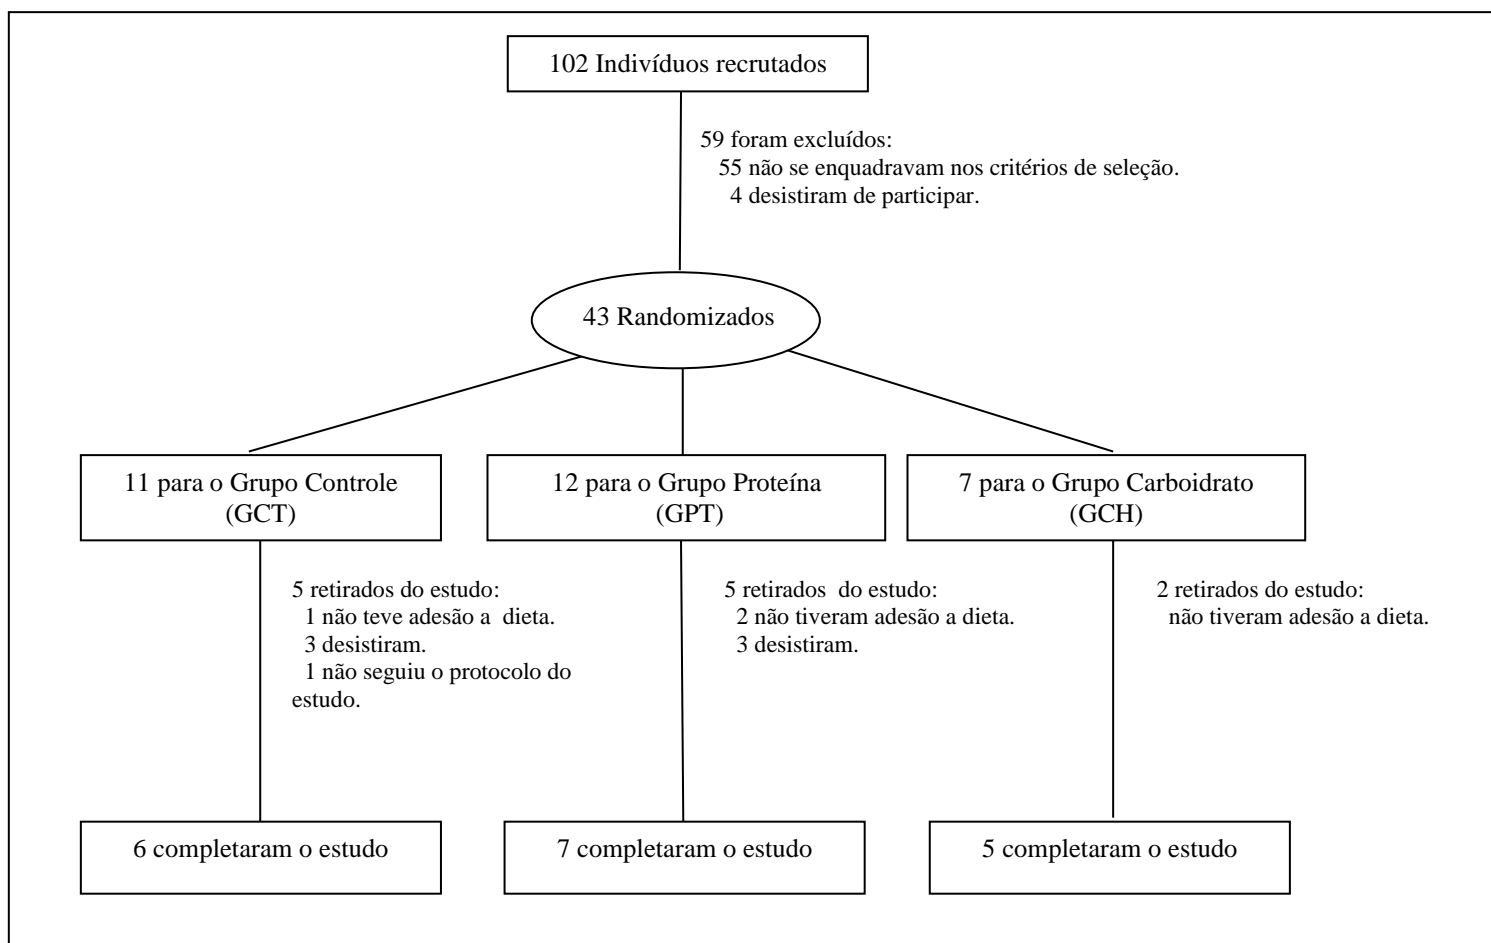 102 Indivíduos recrutados
59 foram excluídos:
55 não se enquadravam nos critérios de seleção.
4 desistiram de participar.
43 Randomizados
11 para o Grupo Controle
(GCT)
12 para o Grupo Proteína
(GPT)
7 para o Grupo Carboidrato
(GCH)
5 retirados do estudo:
1 não teve adesão a  dieta.
3 desistiram.
1 não seguiu o protocolo do
estudo.
5 retirados  do estudo:
2 não tiveram adesão a dieta.
3 desistiram.
2 retirados do estudo:
não tiveram adesão a dieta.
6 completaram o estudo
7 completaram o estudo
5 completaram o estudo